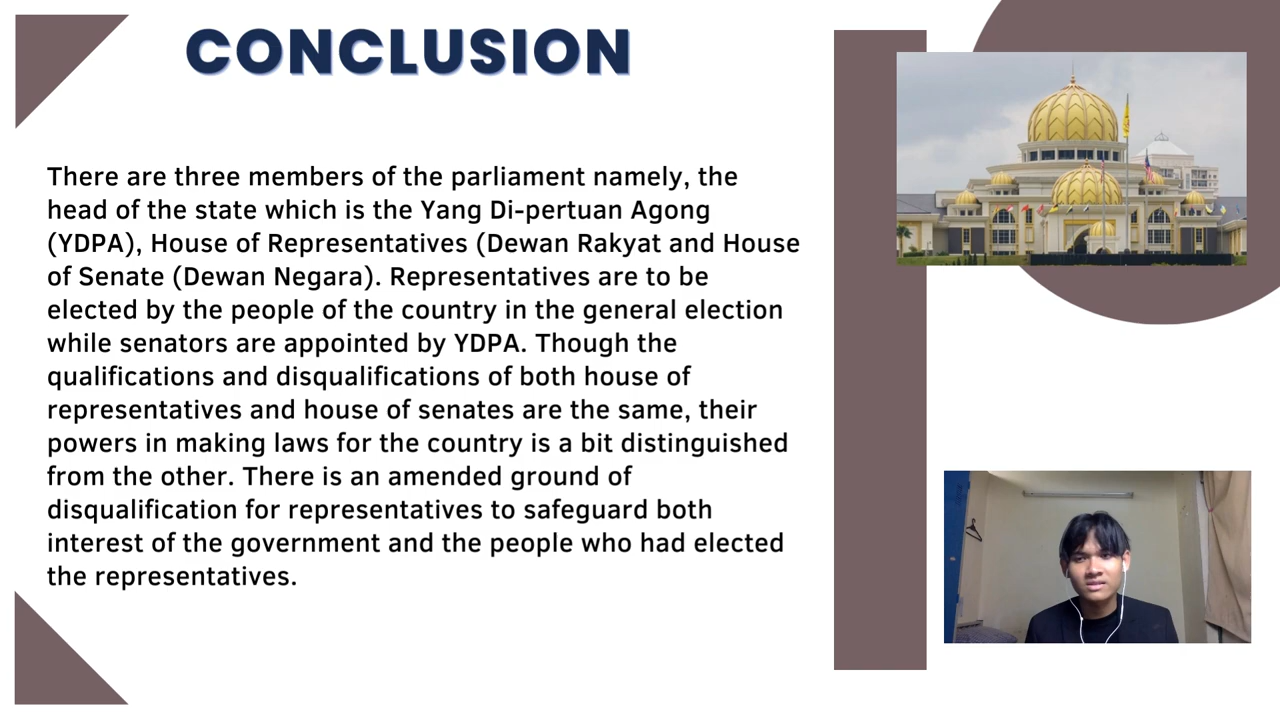 CONCLUSION
There are three members of the parliament namely, the
head of the state which is the Yang Di-pertuan Agong
(YDPA), House of Representatives (Dewan Rakyat and House
of Senate (Dewan Negara). Representatives are to be
elected by the people of the country in the general election
while senators are appointed by YDPA. Though the
qualifications and disqualifications of both house of
representatives and house of senates are the same, their
powers in making laws for the country is a bit distinguished
from the other. There is an amended ground of
disqualification for representatives to safeguard both
interest of the government and the people who had elected
the representatives.